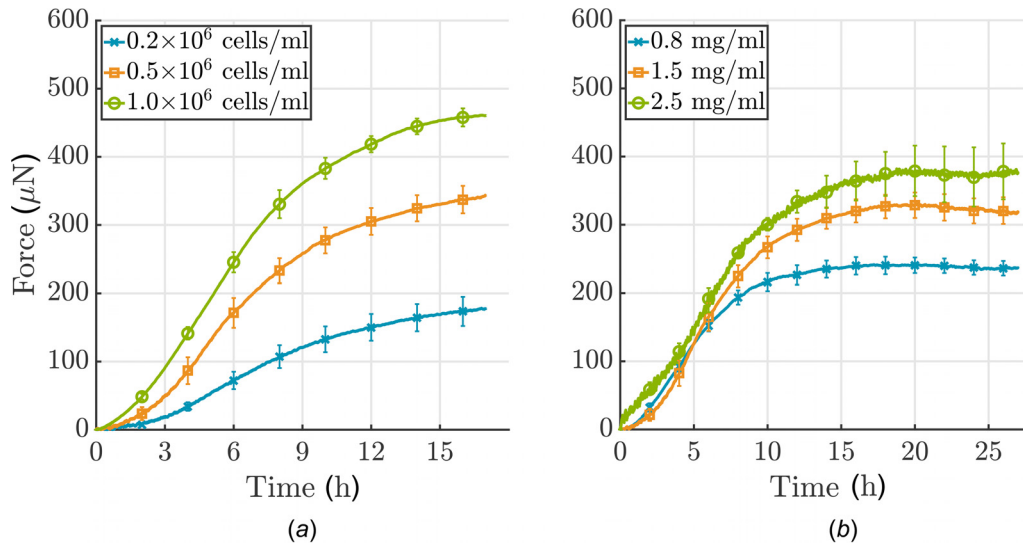 600
500
400
300
200
100
0
Force (μN)
0.2×10⁶ cells/ml
0.5×10⁶ cells/ml
1.0×10⁶ cells/ml
0 3 6 9 12 15
Time (h)
(a)
600
500
400
300
200
100
0
0.8 mg/ml
1.5 mg/ml
2.5 mg/ml
0 5 10 15 20 25
Time (h)
(b)